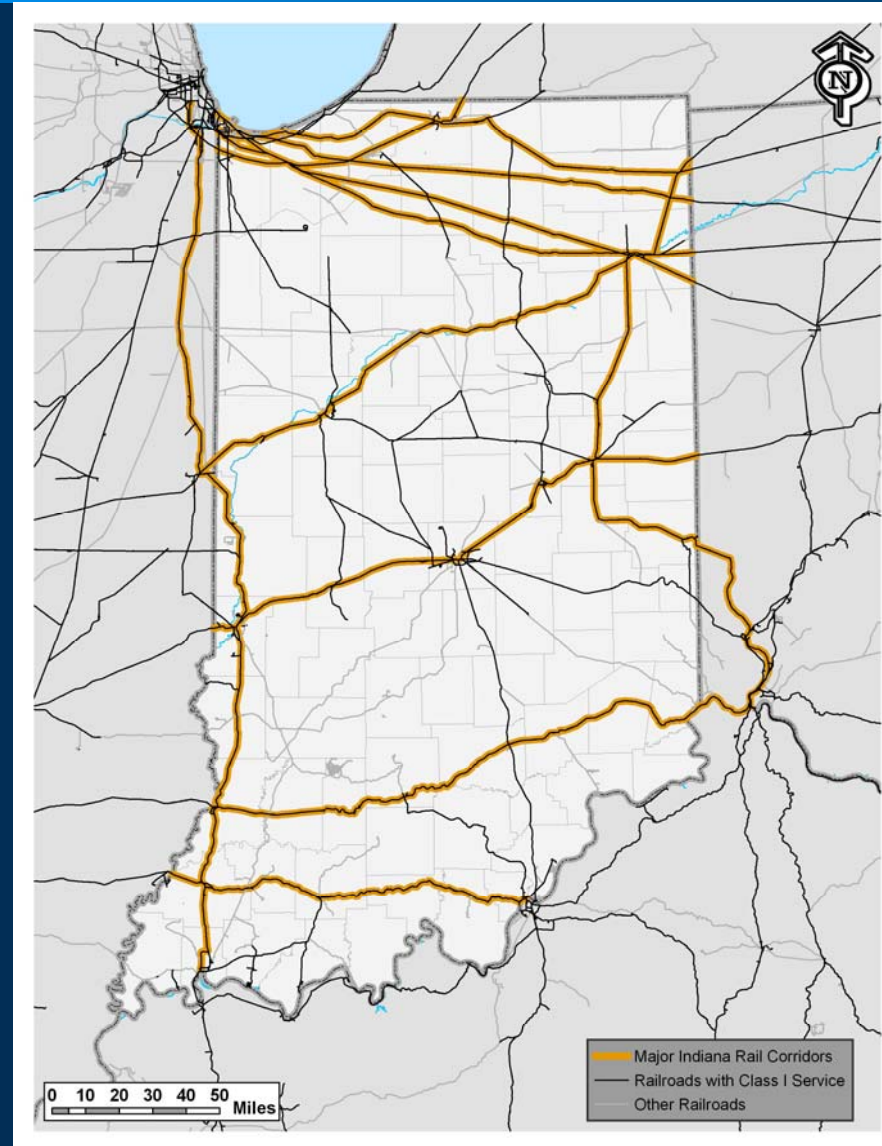 N
Major Indiana Rail Corridors
Railroads with Class I Service
Other Railroads
0 10 20 30 40 50
Miles